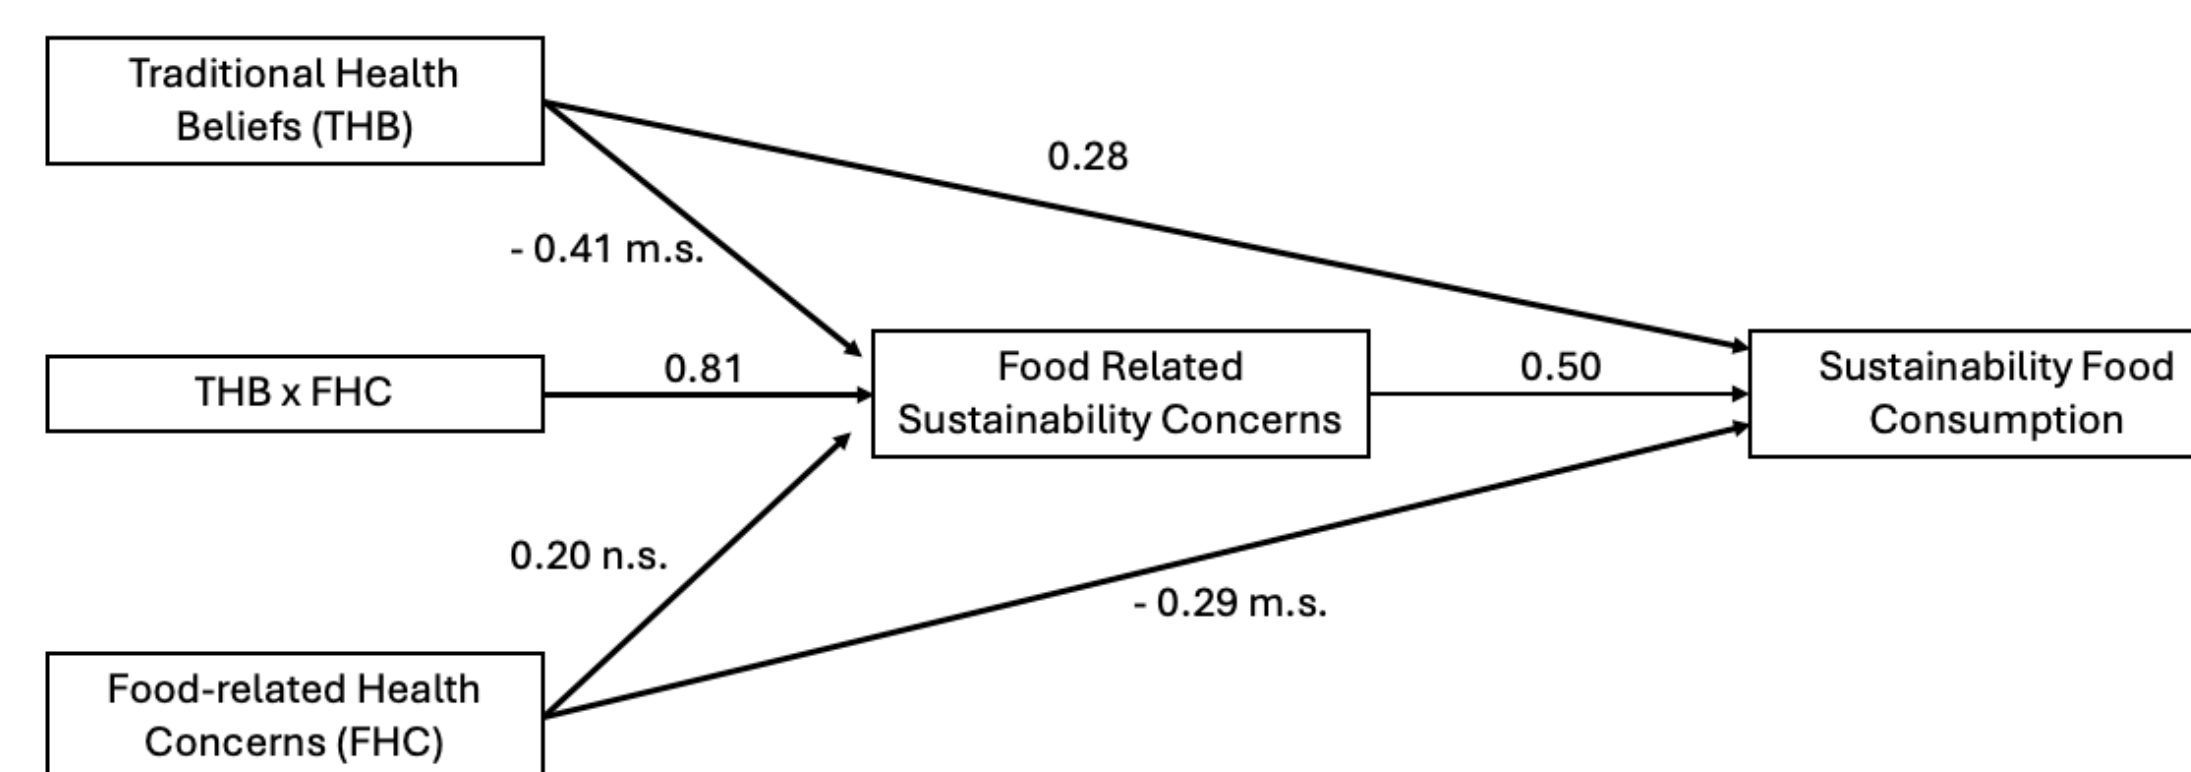 Traditional Health
Beliefs (THB)
0.28
- 0.41 m.s.
THB x FHC
0.81
Food Related
Sustainability Concerns
0.50
Sustainability Food
Consumption
0.20 n.s.
- 0.29 m.s.
Food-related Health
Concerns (FHC)